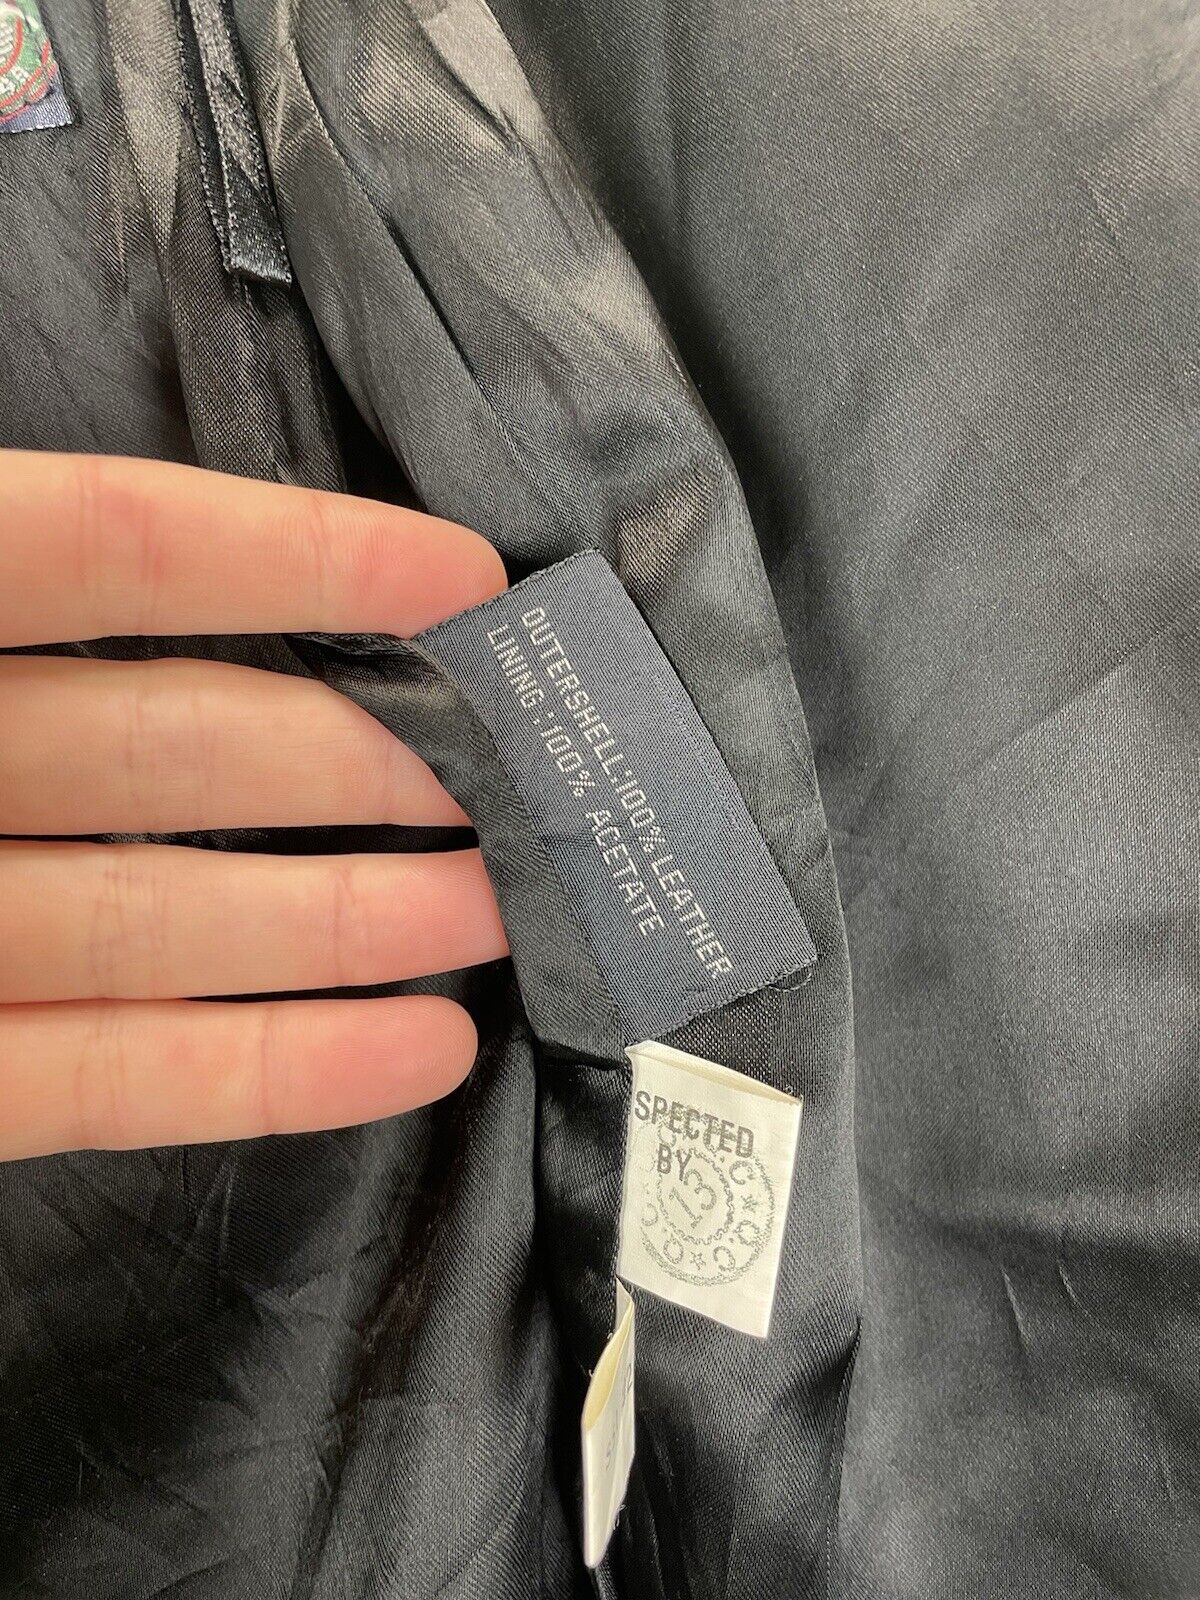 OUTERSHELL:100% LEATHER
LINING :100% ACETATE
SPECTED
BY
13
Q.C